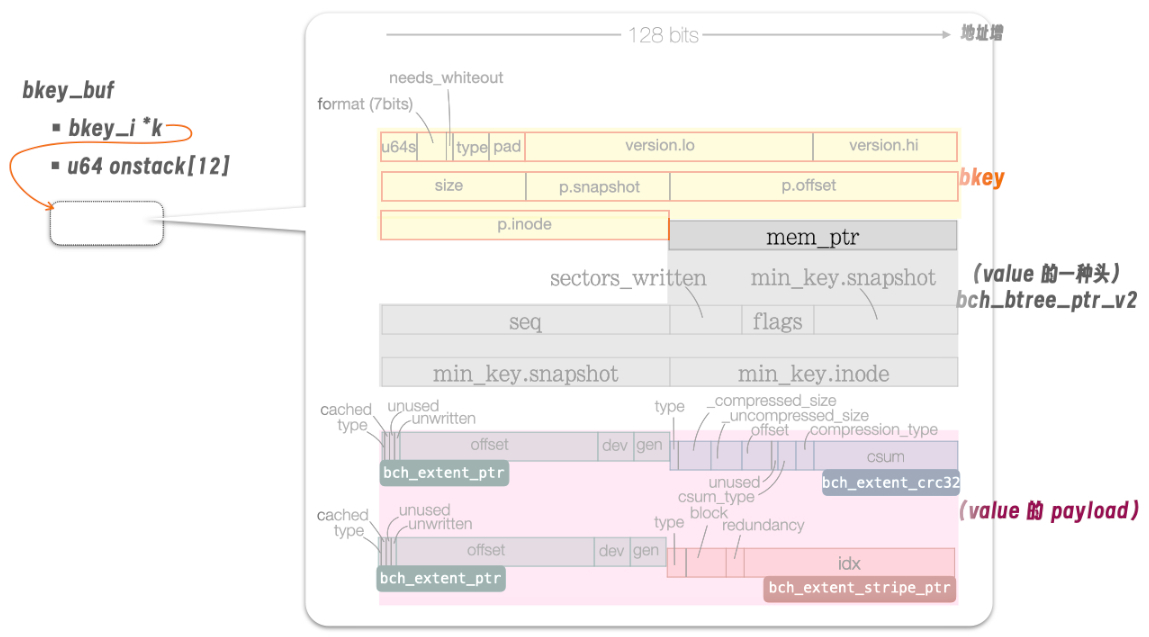 128 bits
地址增
needs_whiteout
format (7bits)
bkey_buf
▪ bkey_i *k
▪ u64 onstack[12]
u64s type pad version.lo version.hi
size p.snapshot p.offset
bkey
p.inode
mem_ptr
sectors_written min_key.snapshot
(value 的一种头)
bch_btree_ptr_v2
seq flags
min_key.snapshot min_key.inode
cached unused type _compressed_size
type unwritten _uncompressed_size
offset compression_type
offset dev gen csum
bch_extent_ptr unused bch_extent_crc32
csum_type
cached unused block
type unwritten type redundancy
(value 的 payload)
offset dev gen idx
bch_extent_ptr bch_extent_stripe_ptr